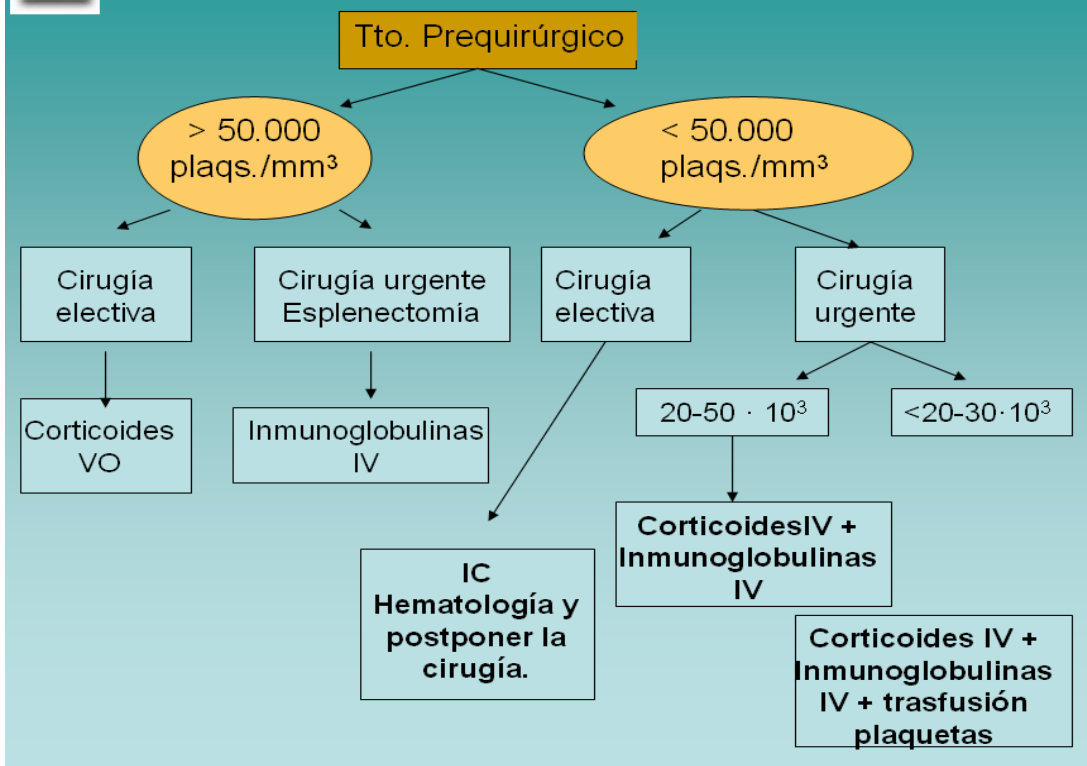 Tto. Prequirúrgico
> 50.000
plaqs./mm³
< 50.000
plaqs./mm³
Cirugía
electiva
Cirugía urgente
Esplenectomía
Cirugía
electiva
Cirugía
urgente
Corticoides
VO
Inmunoglobulinas
IV
20-50 · 10³
<20-30·10³
CorticoidesIV +
Inmunoglobulinas
IV
IC
Hematología y
postponer la
cirugía.
Corticoides IV +
Inmunoglobulinas
IV + trasfusión
plaquetas